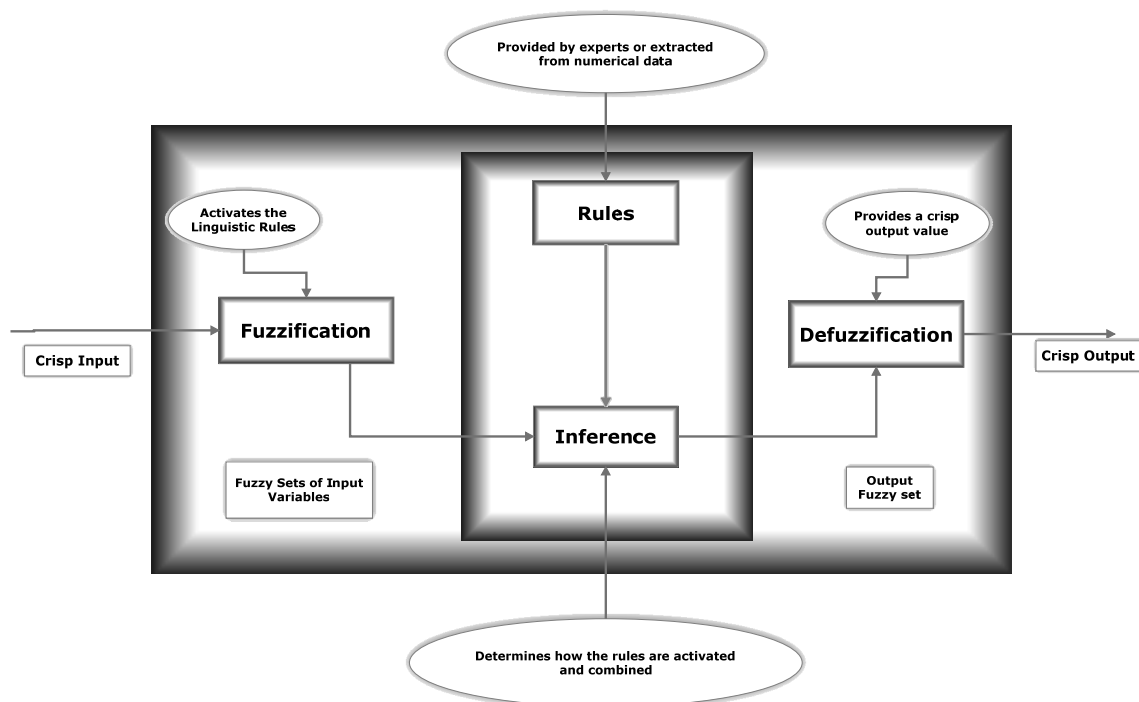 Provided by experts or extracted
from numerical data
Rules
Activates the
Linguistic Rules
Provides a crisp
output value
Fuzzification
Defuzzification
Crisp Input
Crisp Output
Inference
Fuzzy Sets of Input
Variables
Output
Fuzzy set
Determines how the rules are activated
and combined